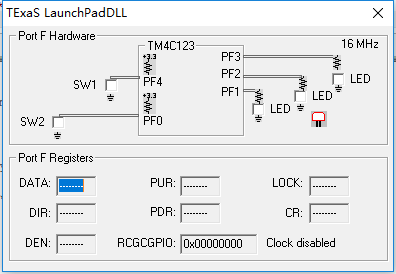 TExaS LaunchPadDLL
Port F Hardware
TM4C123
16 MHz
+3.3
PF3
SW1
PF4
PF2
LED
+3.3
PF1
LED
SW2
PF0
LED
Port F Registers
DATA: -------- PUR: -------- LOCK: --------
DIR: -------- PDR: -------- CR: --------
DEN: -------- RCGCGPIO: 0x00000000 Clock disabled